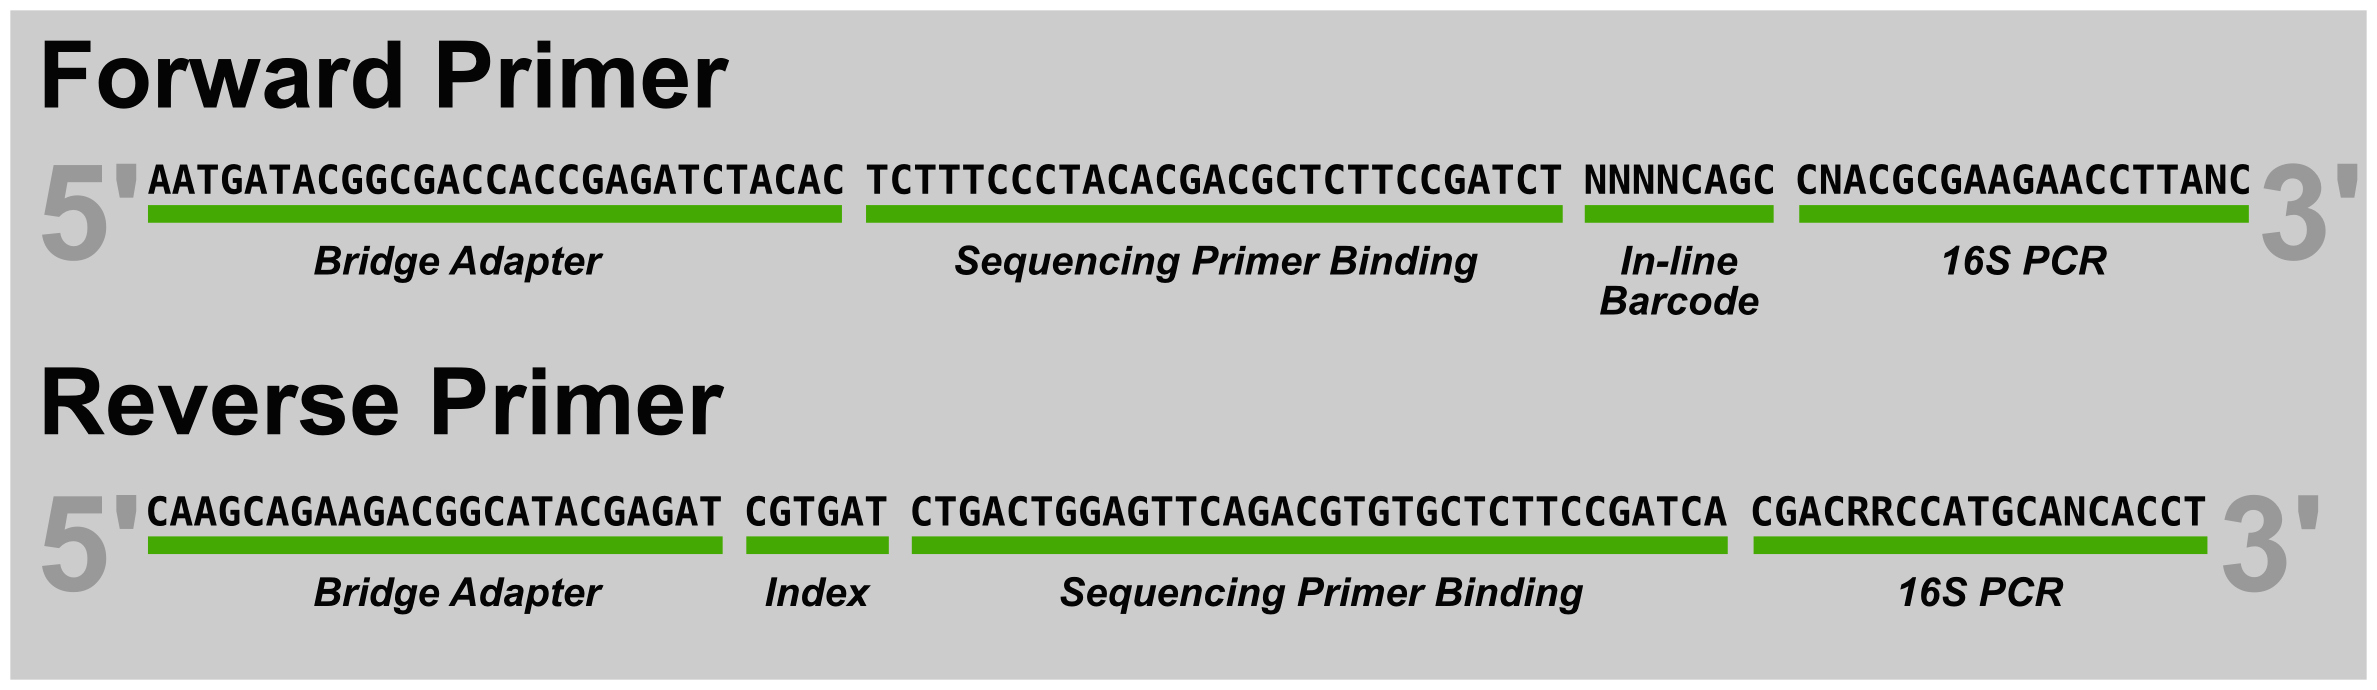 Forward Primer
5' AATGATACGGCGACCACCGAGATCTACAC TCTTTCCCTACACGACGCTCTTCCGATCT NNNNCAGC CNACGCGAAGAACCTTANC 3'
Bridge Adapter Sequencing Primer Binding In-line 16S PCR
Barcode
Reverse Primer
5' CAAGCAGAAGACGGCATACGAGAT CGTGAT CTGACTGGAGTTCAGACGTGTGCTCTTCCGATCA CGACRRCCATGCANCACCT 3'
Bridge Adapter Index Sequencing Primer Binding 16S PCR